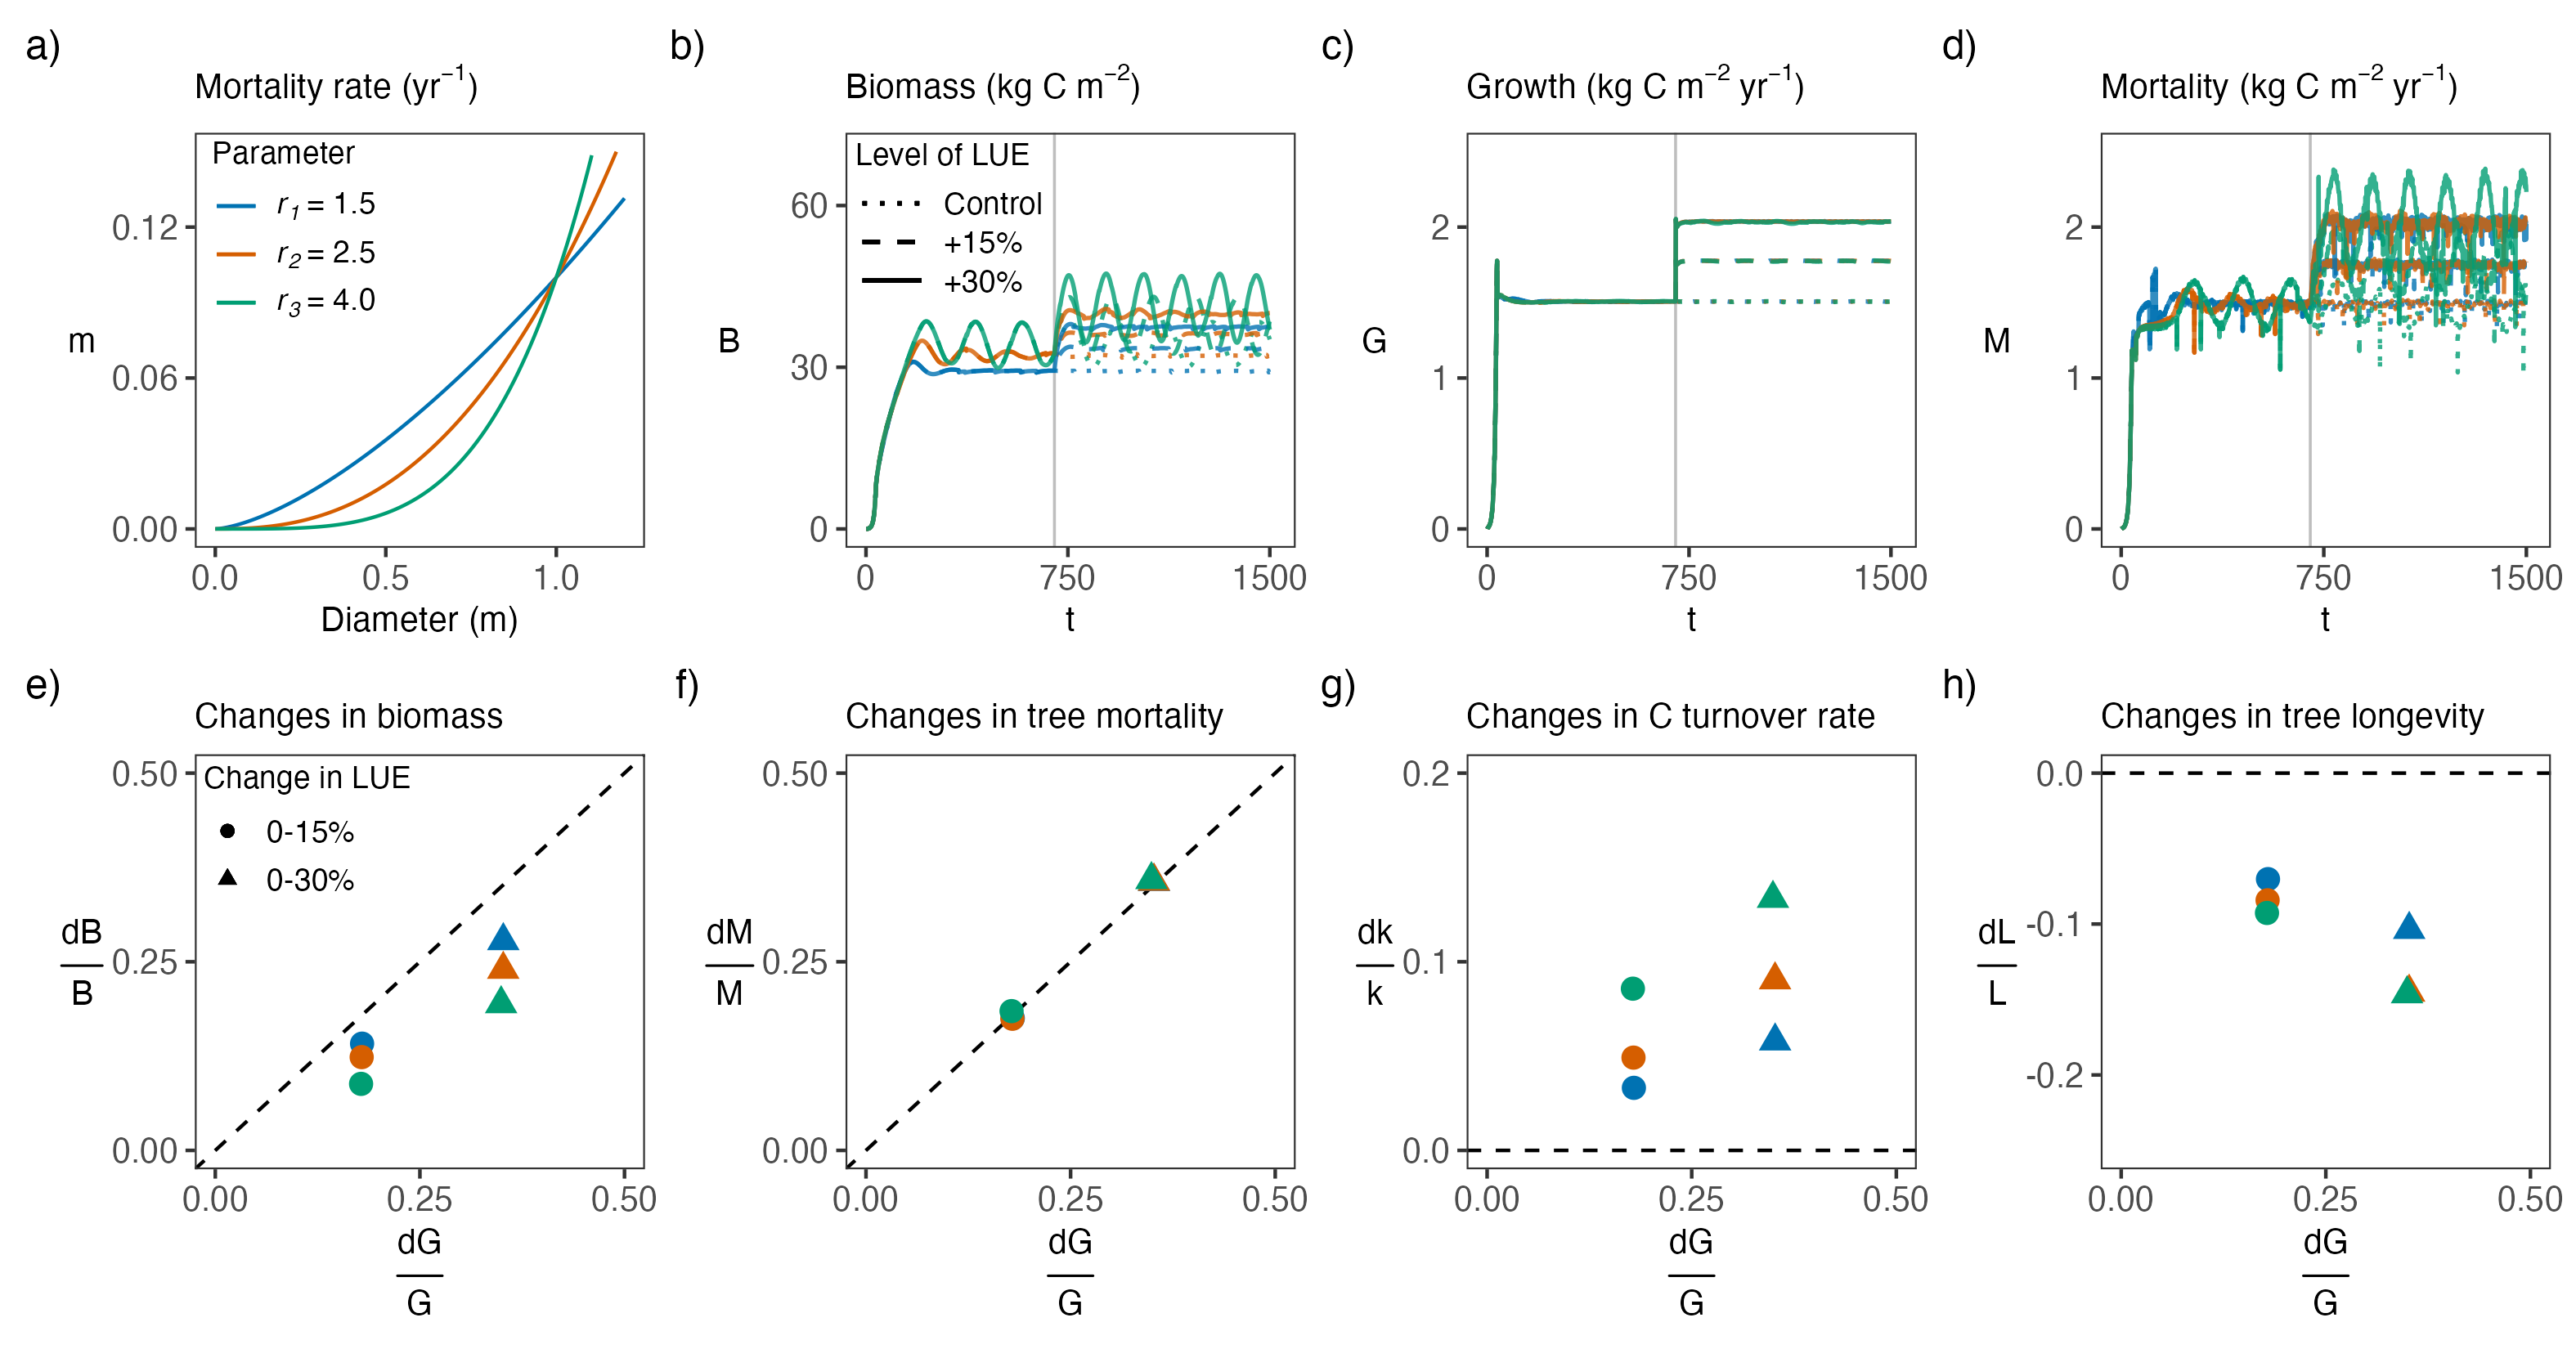 a)
Mortality rate (yr⁻¹)
Parameter
r₁ = 1.5
r₂ = 2.5
r₃ = 4.0
m
0.12
0.06
0.00
0.0 0.5 1.0
Diameter (m)
b)
Biomass (kg C m⁻²)
Level of LUE
Control
+15%
+30%
B
60
30
0
0 750 1500
t
c)
Growth (kg C m⁻² yr⁻¹)
G
2
1
0
0 750 1500
t
d)
Mortality (kg C m⁻² yr⁻¹)
M
2
1
0
0 750 1500
t
e)
Changes in biomass
Change in LUE
0-15%
0-30%
dB
B
0.50
0.25
0.00
0.00 0.25 0.50
dG
G
f)
Changes in tree mortality
dM
M
0.50
0.25
0.00
0.00 0.25 0.50
dG
G
g)
Changes in C turnover rate
dk
k
0.2
0.1
0.0
0.00 0.25 0.50
dG
G
h)
Changes in tree longevity
dL
L
0.0
-0.1
-0.2
0.00 0.25 0.50
dG
G